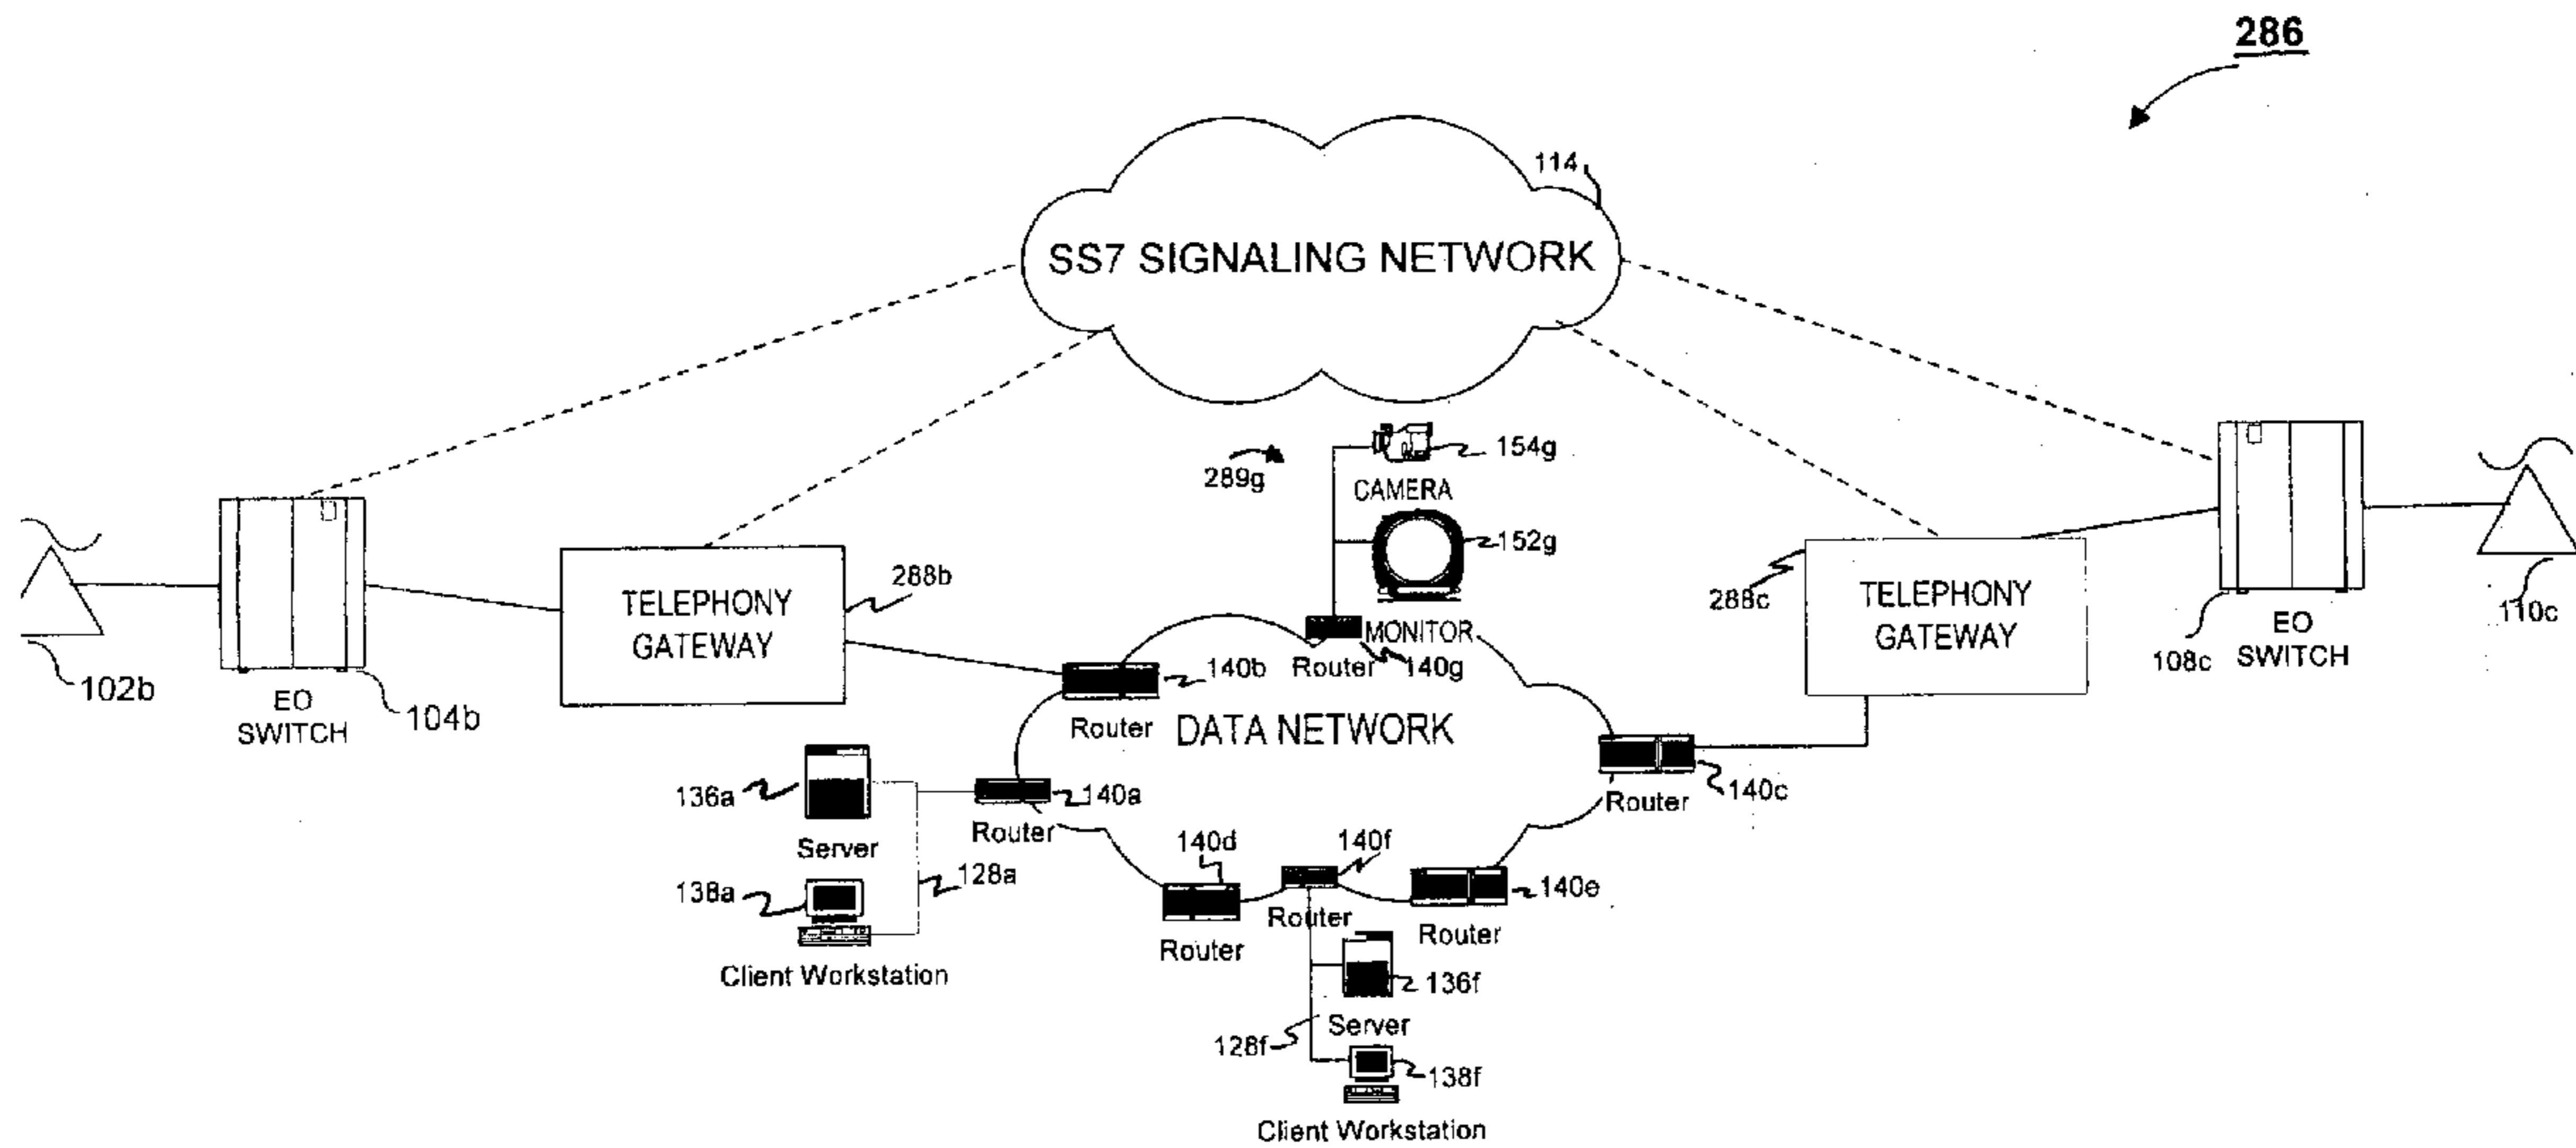 286
114
SS7 SIGNALING NETWORK
154g
289g
CAMERA
152g
288b
TELEPHONY
GATEWAY
288c
TELEPHONY
GATEWAY
110c
EO
SWITCH
108c
MONITOR
Router
140g
140b
102b
EO
SWITCH
104b
Router
DATA NETWORK
136a
140a
140c
Router
Router
Server
140d
140f
138a
128a
140e
Router
Router
Router
Client Workstation
136f
Server
128f
138f
Client Workstation